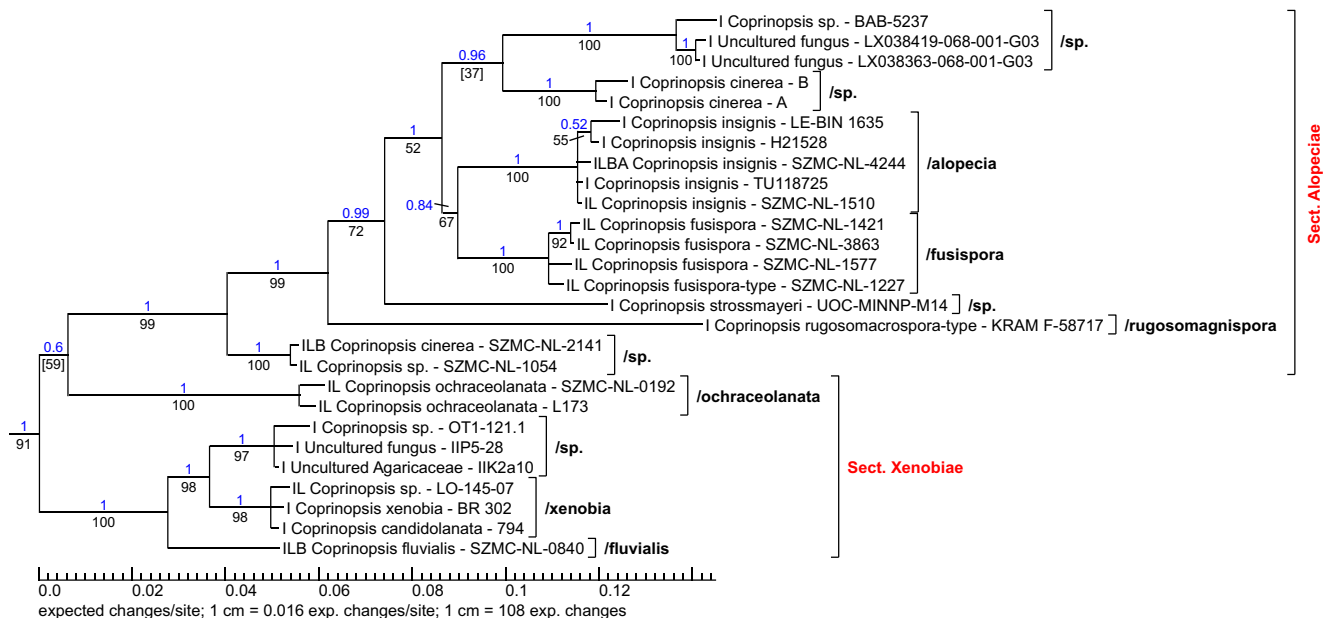 I Coprinopsis sp. - BAB-5237
1
100
1
100
I Uncultured fungus - LX038419-068-001-G03
/sp.
I Uncultured fungus - LX038363-068-001-G03
0.96
[37]
1
100
I Coprinopsis cinerea - B
I Coprinopsis cinerea - A
/sp.
1
52
0.52
55
I Coprinopsis insignis - LE-BIN 1635
I Coprinopsis insignis - H21528
1
100
ILBA Coprinopsis insignis - SZMC-NL-4244
/alopecia
I Coprinopsis insignis - TU118725
IL Coprinopsis insignis - SZMC-NL-1510
0.84
67
0.99
72
1
92
IL Coprinopsis fusispora - SZMC-NL-1421
IL Coprinopsis fusispora - SZMC-NL-3863
1
100
/fusispora
IL Coprinopsis fusispora - SZMC-NL-1577
IL Coprinopsis fusispora-type - SZMC-NL-1227
1
99
I Coprinopsis strossmayeri - UOC-MINNP-M14
/sp.
I Coprinopsis rugosomacrospora-type - KRAM F-58717
/rugosomagnispora
1
99
1
100
ILB Coprinopsis cinerea - SZMC-NL-2141
IL Coprinopsis sp. - SZMC-NL-1054
/sp.
Sect. Alopeciae
0.6
[59]
1
100
IL Coprinopsis ochraceolanata - SZMC-NL-0192
IL Coprinopsis ochraceolanata - L173
/ochraceolanata
1
91
I Coprinopsis sp. - OT1-121.1
1
97
I Uncultured fungus - IIP5-28
/sp.
I Uncultured Agaricaceae - IIK2a10
1
98
IL Coprinopsis sp. - LO-145-07
1
98
I Coprinopsis xenobia - BR 302
/xenobia
I Coprinopsis candidolanata - 794
1
100
ILB Coprinopsis fluvialis - SZMC-NL-0840
/fluvialis
Sect. Xenobiae
0.0 0.02 0.04 0.06 0.08 0.1 0.12
expected changes/site; 1 cm = 0.016 exp. changes/site; 1 cm = 108 exp. changes